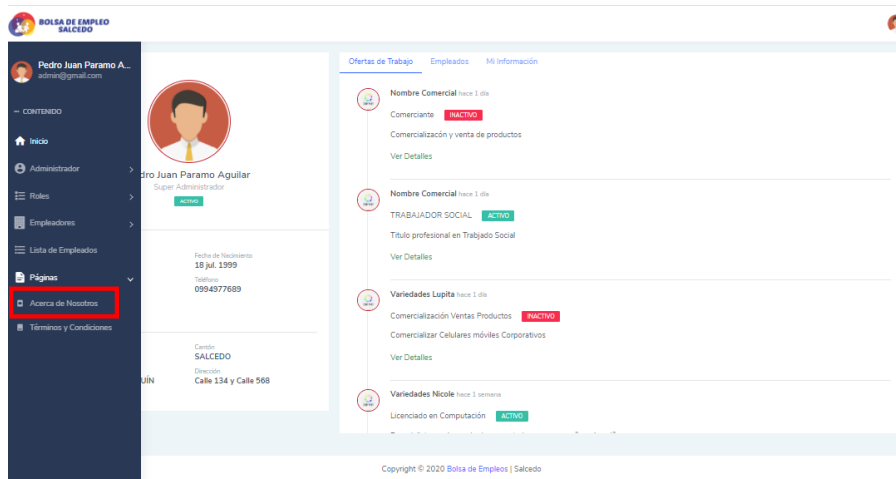 BOLSA DE EMPLEO
SALCEDO
Pedro Juan Paramo A...
admin@gmail.com
CONTENIDO
Inicio
Administrador
Roles
Empleadores
Lista de Empleados
Páginas
Acerca de Nosotros
Términos y Condiciones
dro Juan Paramo Aguilar
Super Administrador
ACTIVO
Fecha de Nacimiento
18 jul. 1999
Teléfono
0994977689
Cantón
SALCEDO
Dirección
UÍN
Calle 134 y Calle 568
Ofertas de Trabajo Empleados Mi Información
Nombre Comercial hace 1 día
Comerciante INACTIVO
Comercializacón y venta de productos
Ver Detalles
Nombre Comercial hace 1 día
TRABAJADOR SOCIAL ACTIVO
Titulo profesional en Trabjado Social
Ver Detalles
Variedades Lupita hace 1 día
Comercialización Ventas Productos INACTIVO
Comercializar Celulares móviles Corporativos
Ver Detalles
Variedades Nicole hace 1 semana
Licenciado en Computación ACTIVO
Copyright © 2020 Bolsa de Empleos | Salcedo